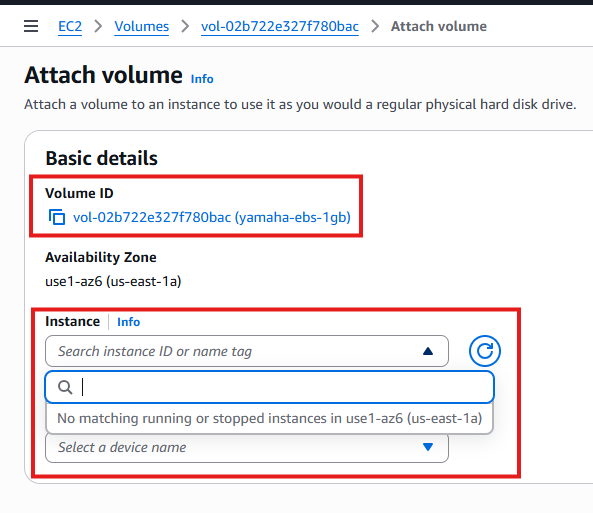 EC2 > Volumes > vol-02b722e327f780bac > Attach volume
Attach volume Info
Attach a volume to an instance to use it as you would a regular physical hard disk drive.
Basic details
Volume ID
vol-02b722e327f780bac (yamaha-ebs-1gb)
Availability Zone
use1-az6 (us-east-1a)
Instance | Info
Search instance ID or name tag
No matching running or stopped instances in use1-az6 (us-east-1a)
Select a device name